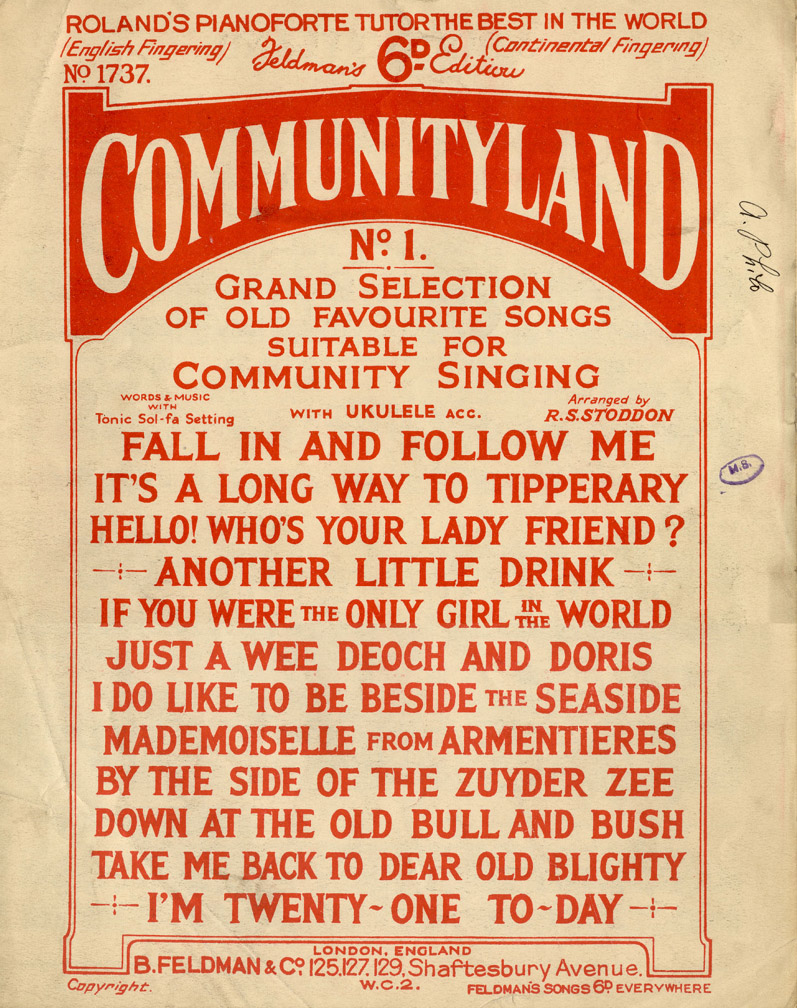 ROLAND'S PIANOFORTE TUTOR THE BEST IN THE WORLD
(English Fingering) Feldman's 6D Edition (Continental Fingering)
No 1737.
COMMUNITYLAND
No 1.
GRAND SELECTION
OF OLD FAVOURITE SONGS
SUITABLE FOR
COMMUNITY SINGING
WORDS & MUSIC
WITH
Tonic Sol-fa Setting
WITH UKULELE ACC.
Arranged by
R.S.STODDON
FALL IN AND FOLLOW ME
IT'S A LONG WAY TO TIPPERARY
HELLO! WHO'S YOUR LADY FRIEND?
ANOTHER LITTLE DRINK
IF YOU WERE THE ONLY GIRL IN THE WORLD
JUST A WEE DEOCH AND DORIS
I DO LIKE TO BE BESIDE THE SEASIDE
MADEMOISELLE FROM ARMENTIERES
BY THE SIDE OF THE ZUYDER ZEE
DOWN AT THE OLD BULL AND BUSH
TAKE ME BACK TO DEAR OLD BLIGHTY
I'M TWENTY~ONE TO~DAY
LONDON, ENGLAND
B. FELDMAN & Co 125, 127, 129, Shaftesbury Avenue.
W.C.2.
Copyright.
FELDMAN'S SONGS 6D EVERYWHERE
M.B.